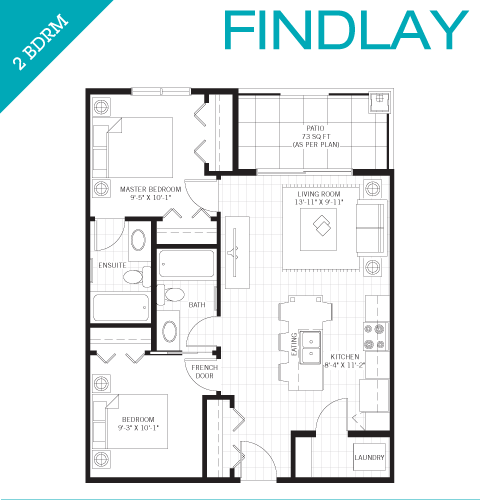 2 BDRM
FINDLAY
PATIO
73 SQ FT
(AS PER PLAN)
MASTER BEDROOM
9'-5" X 10'-1"
LIVING ROOM
13'-11" X 9'-11"
ENSUITE
BATH
EATING
KITCHEN
8'-4" X 11'-2"
FRENCH
DOOR
BEDROOM
9'-3" X 10'-1"
LAUNDRY